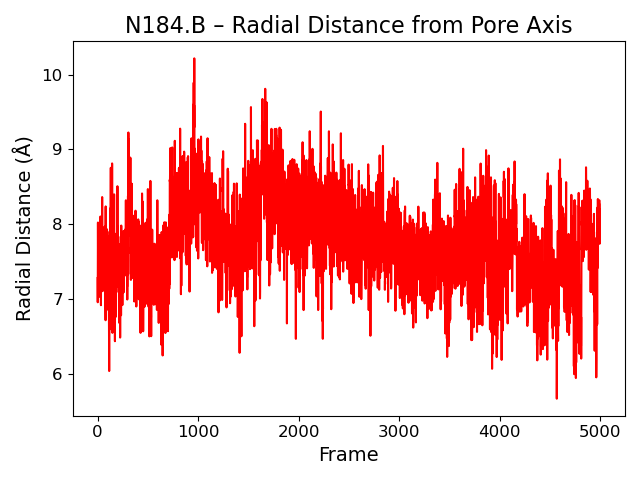 N184.B – Radial Distance from Pore Axis
Radial Distance (Å)
10
9
8
7
6
0 1000 2000 3000 4000 5000
Frame